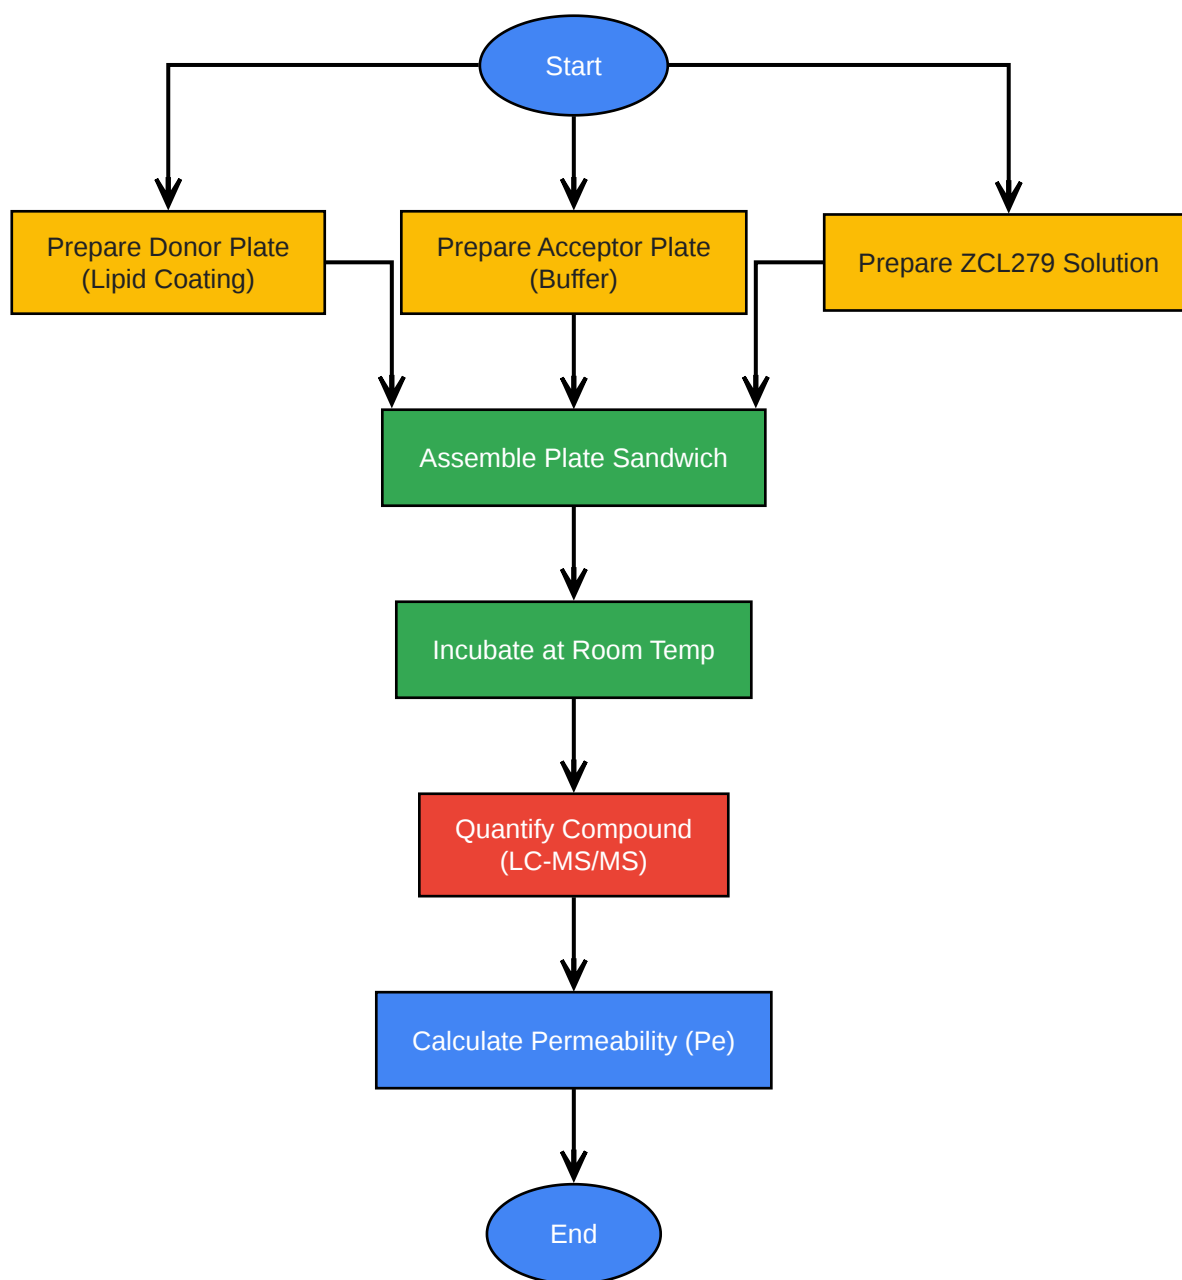 Start
Prepare Donor Plate
(Lipid Coating)
Prepare Acceptor Plate
(Buffer)
Prepare ZCL279 Solution
Assemble Plate Sandwich
Incubate at Room Temp
Quantify Compound
(LC-MS/MS)
Calculate Permeability (Pe)
End